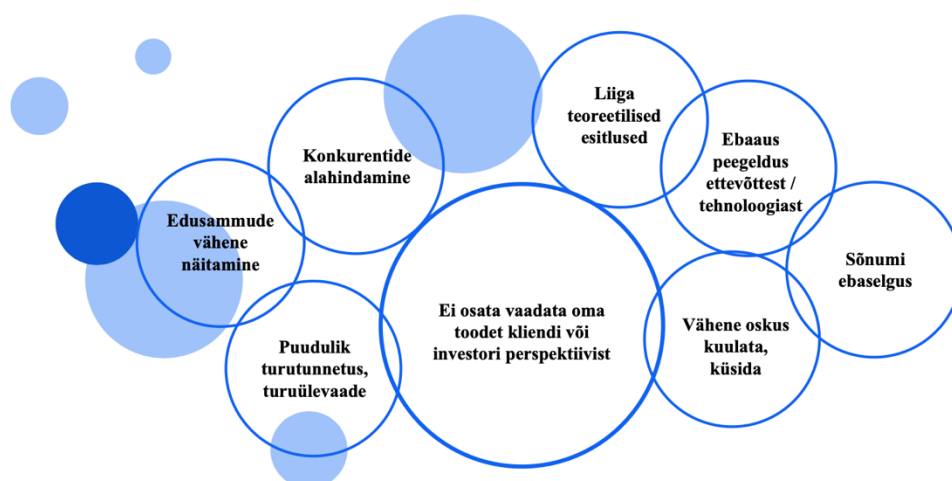 Liiga
teoreetilised
esitlused
Ebaaus
peegeldus
ettevõttest /
tehnoloogiast
Konkurentide
alahindamine
Edusammude
vähene
näitamine
Sõnumi
ebaselgus
Ei osata vaadata oma
toodet kliendi või
investori perspektiivist
Vähene oskus
kuulata,
küsida
Puudulik
turutunnetus,
turuülevaade